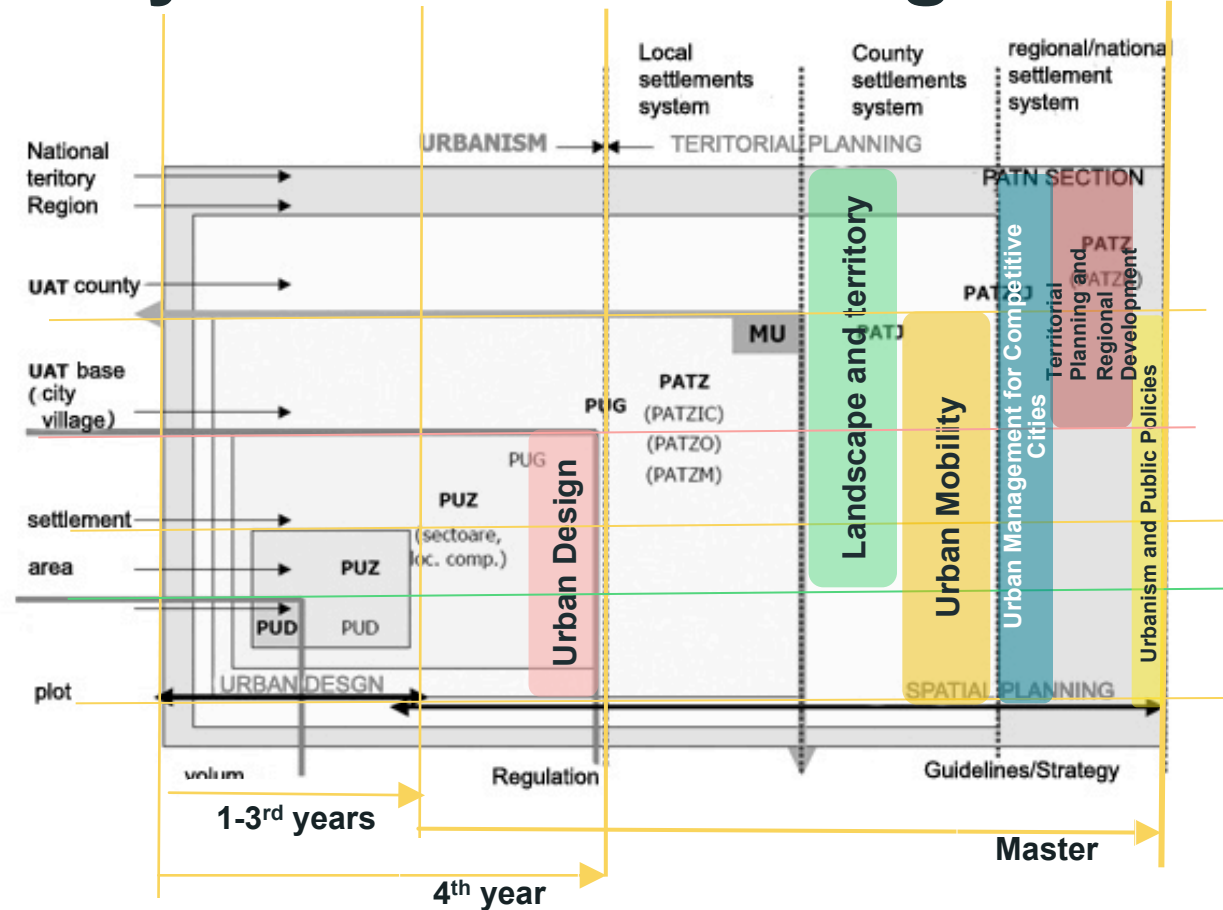 Local
settlements
system
County
settlements
system
regional/national
settlement
system
URBANISM
TERITORIAL PLANNING
National
teritory
Region
PATN SECTION
PATZ
UAT county
MU
PATJ
UAT base
( city
village)
PUG
PATZ
(PATZIC)
(PATZO)
(PATZM)
PUG
PUZ
(sectoare,
loc. comp.)
settlement
area
PUZ
PUD
PUD
plot
URBAN DESGN
SPATIAL PLANNING
Urban Design
Landscape and territory
Urban Mobility
Urban Management for Competitive
Cities
Territorial
Planning and
Regional
Development
Urbanism and Public Policies
Regulation
Guidelines/Strategy
1-3rd years
Master
4th year